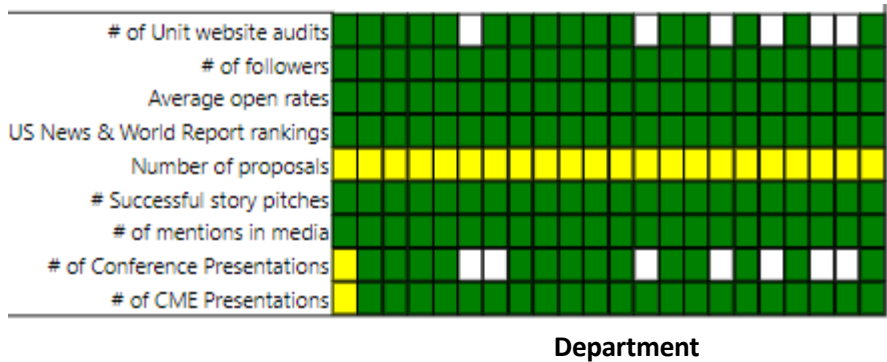 # of Unit website audits
# of followers
Average open rates
US News & World Report rankings
Number of proposals
# Successful story pitches
# of mentions in media
# of Conference Presentations
# of CME Presentations
Department